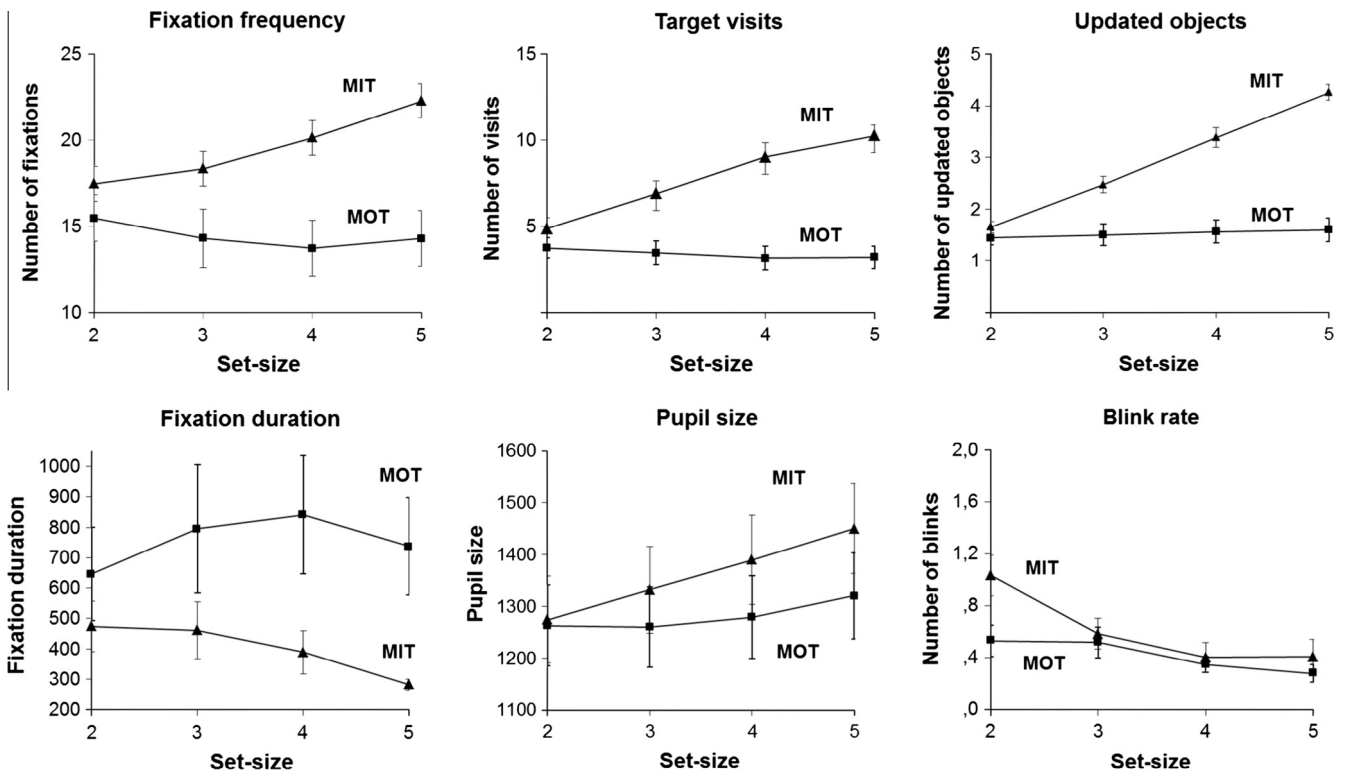 Fixation frequency
Number of fixations
25
20
15
10
MIT
MOT
2 3 4 5
Set-size
Target visits
Number of visits
15
10
5
MIT
MOT
2 3 4 5
Set-size
Updated objects
Number of updated objects
5
4
3
2
1
MIT
MOT
2 3 4 5
Set-size
Fixation duration
Fixation duration
1000
900
800
700
600
500
400
300
200
MOT
MIT
2 3 4 5
Set-size
Pupil size
Pupil size
1600
1500
1400
1300
1200
1100
MIT
MOT
2 3 4 5
Set-size
Blink rate
Number of blinks
2,0
1,6
1,2
,8
,4
,0
MIT
MOT
2 3 4 5
Set-size